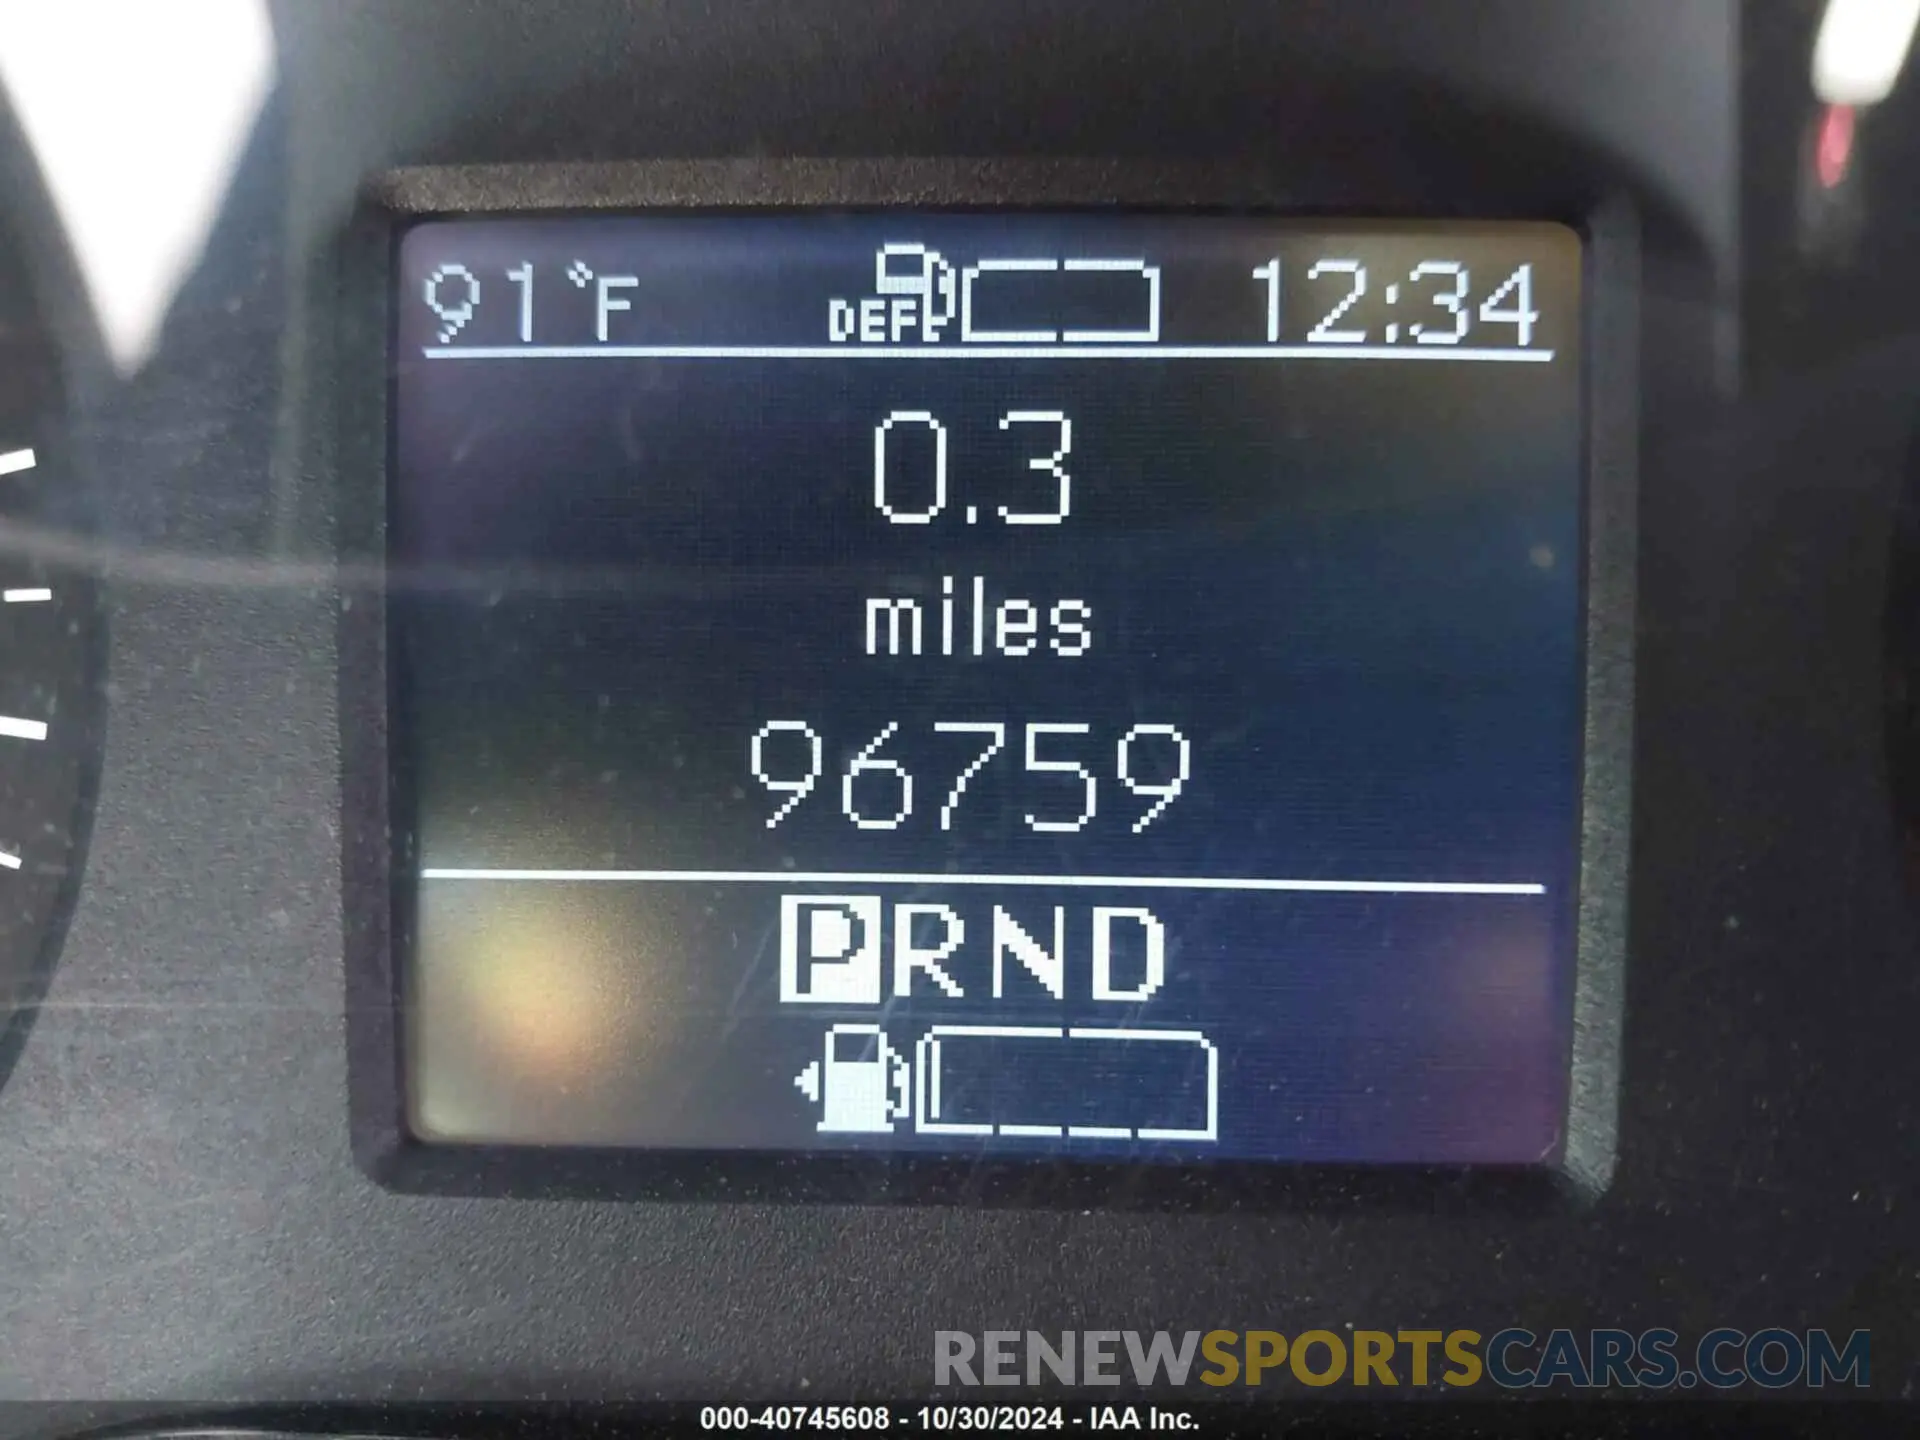 91°F DEF 12:34
0.3
miles
96759
PRND
RENEWSPORTSCARS.COM
000-40745608 - 10/30/2024 - IAA Inc.